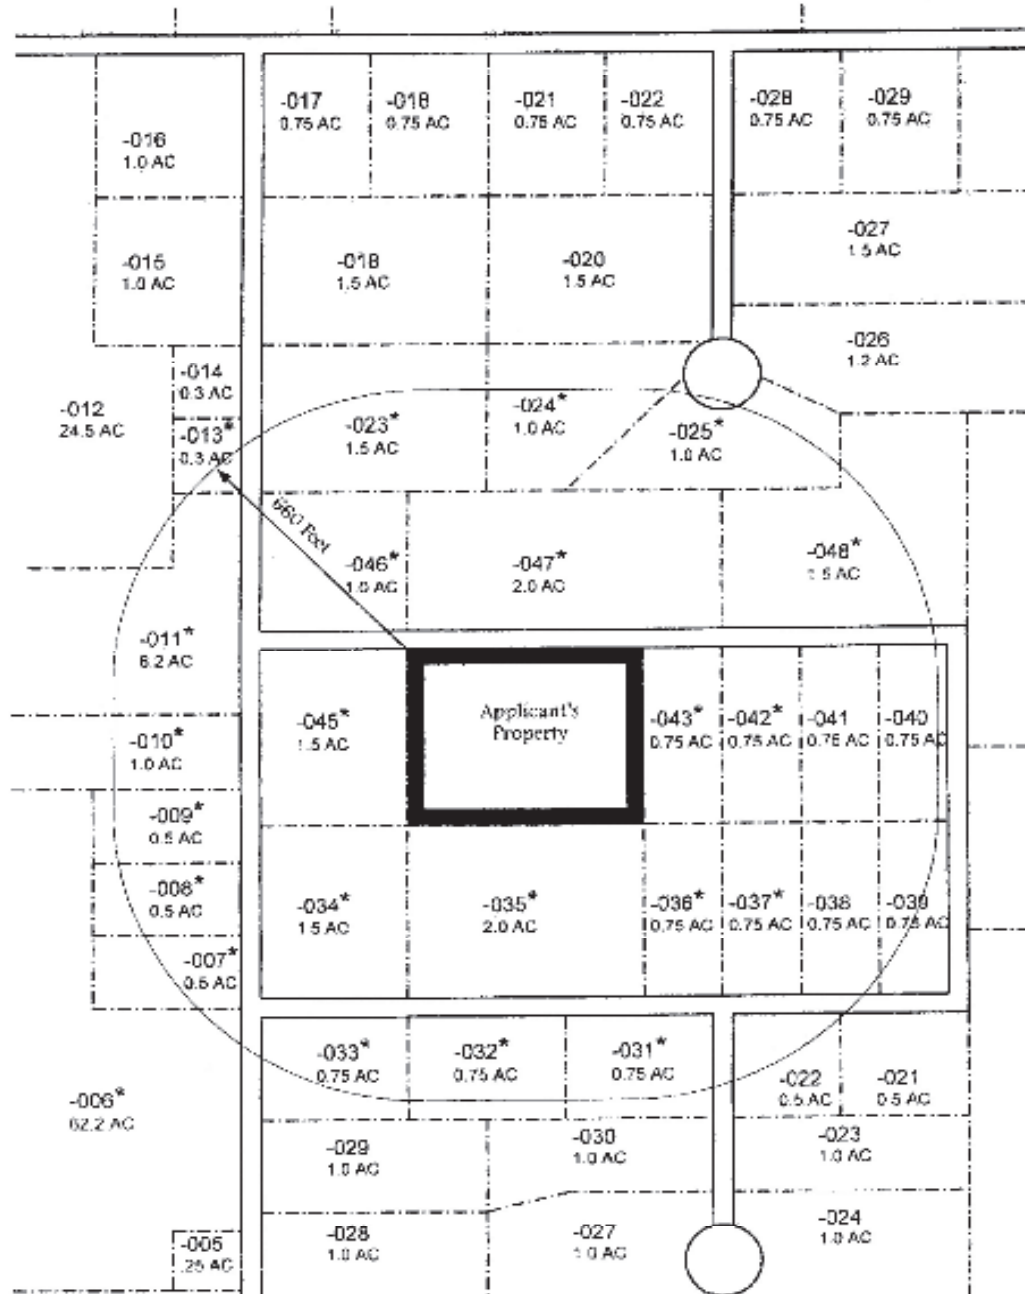 -017
0.75 AC
-018
0.75 AC
-021
0.75 AC
-022
0.75 AC
-028
0.75 AC
-029
0.75 AC
-016
1.0 AC
-015
1.0 AC
-018
1.5 AC
-020
1.5 AC
-027
1.5 AC
-026
1.2 AC
-014
0.3 AC
-012
24.5 AC
-013*
0.3 AC
-023*
1.5 AC
-024*
1.0 AC
-025*
1.0 AC
660 Feet
-046*
1.0 AC
-047*
2.0 AC
-048*
1.5 AC
-011*
6.2 AC
-010*
1.0 AC
-045*
1.5 AC
Applicant's
Property
-043*
0.75 AC
-042*
0.75 AC
-041
0.75 AC
-040
0.75 AC
-009*
0.5 AC
-008*
0.5 AC
-007*
0.5 AC
-034*
1.5 AC
-035*
2.0 AC
-036*
0.75 AC
-037*
0.75 AC
-038
0.75 AC
-039
0.75 AC
-033*
0.75 AC
-032*
0.75 AC
-031*
0.75 AC
-022
0.5 AC
-021
0.5 AC
-006*
62.2 AC
-029
1.0 AC
-030
1.0 AC
-023
1.0 AC
-005
.25 AC
-028
1.0 AC
-027
1.0 AC
-024
1.0 AC